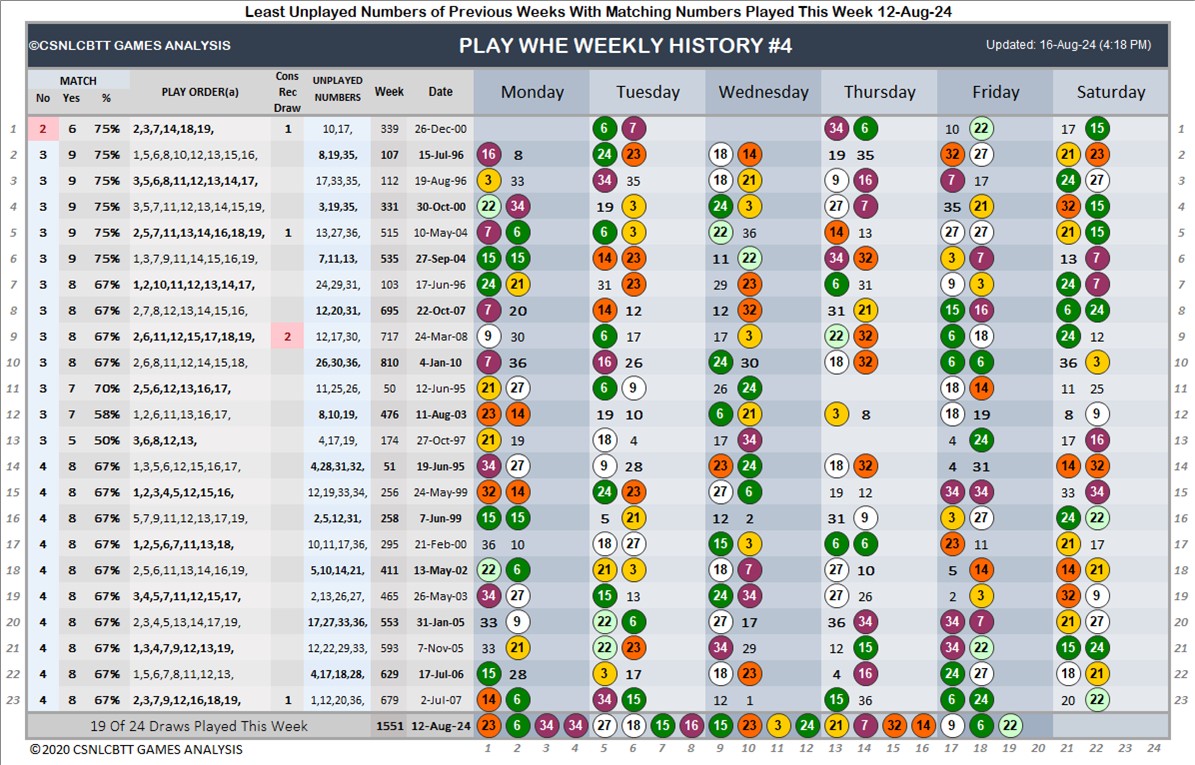 Least Unplayed Numbers of Previous Weeks With Matching Numbers Played This Week 12-Aug-24
©CSNLCBTT GAMES ANALYSIS PLAY WHE WEEKLY HISTORY #4 Updated: 16-Aug-24 (4:18 PM)
MATCH PLAY ORDER(a) Cons Rec Draw UNPLAYED NUMBERS Week Date Monday Tuesday Wednesday Thursday Friday Saturday
No Yes %
1 2 6 75% 2,3,7,14,18,19, 1 10,17, 339 26-Dec-00 6 7 34 6 10 22 17 15 1
2 3 9 75% 1,5,6,8,10,12,13,15,16, 8,19,35, 107 15-Jul-96 16 8 24 23 18 14 19 35 32 27 21 23 2
3 3 9 75% 3,5,6,8,11,12,13,14,17, 17,33,35, 112 19-Aug-96 3 33 34 35 18 21 9 16 7 17 24 27 3
4 3 9 75% 3,5,7,11,12,13,14,15,19, 3,19,35, 331 30-Oct-00 22 34 19 3 24 3 27 7 35 21 32 15 4
5 3 9 75% 2,5,7,11,13,14,16,18,19, 1 13,27,36, 515 10-May-04 7 6 6 3 22 36 14 13 27 27 21 15 5
6 3 9 75% 1,3,7,9,11,14,15,16,19, 7,11,13, 535 27-Sep-04 15 15 14 23 11 22 34 32 3 7 13 7 6
7 3 8 67% 1,2,10,11,12,13,14,17, 24,29,31, 103 17-Jun-96 24 21 31 23 29 23 6 31 9 3 24 7 7
8 3 8 67% 2,7,8,12,13,14,15,16, 12,20,31, 695 22-Oct-07 7 20 14 12 12 32 31 21 15 16 6 24 8
9 3 8 67% 2,6,11,12,15,17,18,19, 2 12,17,30, 717 24-Mar-08 9 30 6 17 17 3 22 32 6 18 24 12 9
10 3 8 67% 2,6,8,11,12,14,15,18, 26,30,36, 810 4-Jan-10 7 36 16 26 24 30 18 32 6 6 36 3 10
11 3 7 70% 2,5,6,12,13,16,17, 11,25,26, 50 12-Jun-95 21 27 6 9 26 24 18 14 11 25 11
12 3 7 58% 1,2,6,11,13,16,17, 8,10,19, 476 11-Aug-03 23 14 19 10 6 21 3 8 18 19 8 9 12
13 3 5 50% 3,6,8,12,13, 4,17,19, 174 27-Oct-97 21 19 18 4 17 34 4 24 17 16 13
14 4 8 67% 1,3,5,6,12,15,16,17, 4,28,31,32, 51 19-Jun-95 34 27 9 28 23 24 18 32 4 31 14 32 14
15 4 8 67% 1,2,3,4,5,12,15,16, 12,19,33,34, 256 24-May-99 32 14 24 23 27 6 19 12 34 34 33 34 15
16 4 8 67% 5,7,9,11,12,13,17,19, 2,5,12,31, 258 7-Jun-99 15 15 5 21 12 2 31 9 3 27 24 22 16
17 4 8 67% 1,2,5,6,7,11,13,18, 10,11,17,36, 295 21-Feb-00 36 10 18 27 15 3 6 6 23 11 21 17 17
18 4 8 67% 2,5,6,11,13,14,16,19, 5,10,14,21, 411 13-May-02 22 6 21 3 18 7 27 10 5 14 14 21 18
19 4 8 67% 3,4,5,7,11,12,15,17, 2,13,26,27, 465 26-May-03 34 27 15 13 24 34 27 26 2 3 32 9 19
20 4 8 67% 2,3,4,5,13,14,17,19, 17,27,33,36, 553 31-Jan-05 33 9 22 6 27 17 36 34 34 7 21 27 20
21 4 8 67% 1,3,4,7,9,12,13,19, 12,22,29,33, 593 7-Nov-05 33 21 22 23 34 29 12 15 34 22 15 24 21
22 4 8 67% 1,5,6,7,8,11,12,13, 4,17,18,28, 629 17-Jul-06 15 28 3 17 18 23 4 16 24 27 18 21 22
23 4 8 67% 2,3,7,9,12,16,18,19, 1 1,12,20,36, 679 2-Jul-07 14 6 34 15 12 1 15 36 6 24 20 22 23
19 Of 24 Draws Played This Week 1551 12-Aug-24 23 6 34 34 27 18 15 16 15 23 3 24 21 7 32 14 9 6 22
© 2020 CSNLCBTT GAMES ANALYSIS 1 2 3 4 5 6 7 8 9 10 11 12 13 14 15 16 17 18 19 20 21 22 23 24